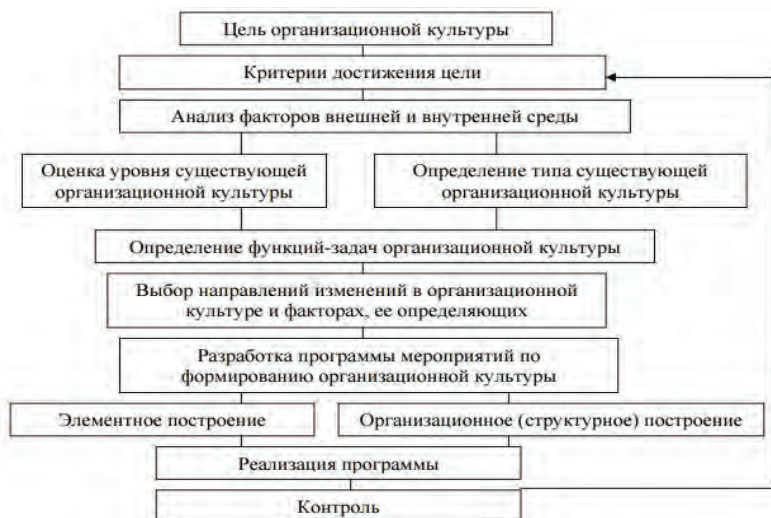 Цель организационной культуры
Критерии достижения цели
Анализ факторов внешней и внутренней среды
Оценка уровня существующей
организационной культуры
Определение типа существующей
организационной культуры
Определение функций-задач организационной культуры
Выбор направлений изменений в организационной
культуре и факторах, ее определяющих
Разработка программы мероприятий по
формированию организационной культуры
Элементное построение
Организационное (структурное) построение
Реализация программы
Контроль